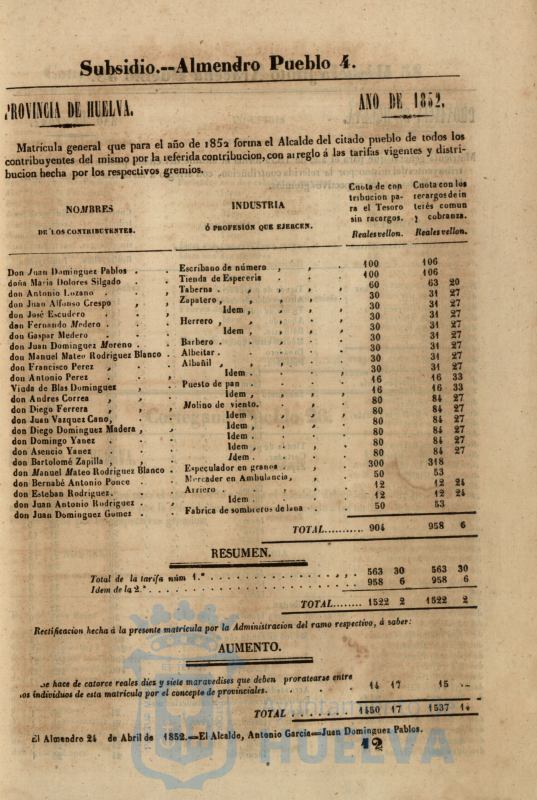 Subsidio.--Almendro Pueblo 4.
PROVINCIA DE HUELVA. AÑO DE 1852.
Matrícula general que para el año de 1852 forma el Alcalde del citado pueblo de todos los
contribuyentes del mismo por la referida contribucion, con arreglo á las tarifas vigentes y distri-
bucion hecha por los respectivos gremios.
NOMBRES
DE LOS CONTRIBUYENTES.
INDUSTRIA
Ó PROFESION QUE EJERCEN.
Cuota de con
tribucion pa-
ra el Tesoro
sin racargos.
Reales vellon.
Cuota con los
recargos de in
terés comun
y cobranza.
Reales vellon.
Don Juan Dominguez Pablos . . Escribano de número , , , 100 106
doña Maria Dolores Silgado . . Tienda de Especeria . . . 100 106
don Antonio Lozano . . Taberna . , , 60 63 20
don Juan Alfonso Crespo , . Zapatero , , , 30 31 27
don José Escudero . . Idem , . , 30 31 27
don Fernando Medero . . Herrero , , , 30 31 27
don Gaspar Medero . . Idem , . , 30 31 27
don Juan Dominguez Moreno . . Barbero . . . 30 31 27
don Manuel Mateo Rodriguez Blanco . Albeitar. . . . 30 31 27
don Francisco Perez , . Albañil , , . 30 31 27
don Antonio Perez . . Idem . . . 30 31 27
Viuda de Blas Dominguez , . Puesto de pan . . . 16 16 33
don Andres Correa , , Idem , . . 16 16 33
don Diego Ferrera , . Molino de viento. . . 80 84 27
don Juan Vazquez Cano, . Idem, . , 80 84 27
don Diego Dominguez Madera , , Idem, , , 80 84 27
don Domingo Yanez . . Idem. . . 80 84 27
don Asencio Yanez . . Idem, . . 80 84 27
don Bartolomé Zapilla , . Idem. . . 80 84 27
don Manuel Mateo Rodriguez Blanco . Especulador en granos . . 300 318
don Bernabé Antonio Ponce . Mercader en Ambulancia, , 50 53
don Esteban Rodriguez. . . Arriero . . . 12 12 24
don Juan Antonio Rodriguez . , Idem. . . 12 12 24
don Juan Dominguez Gomez . . Fabrica de sombreros de lana . 50 53
TOTAL........... 904 958 6
RESUMEN.
Total de la tarifa núm 1.ª . . . . . . . . . . 563 30 563 30
Idem de la 2.ª . . . . . . . . . . 958 6 958 6
TOTAL........ 1522 2 1522 2
Rectificacion hecha á la presente matrícula por la Administracion del ramo respectivo, á saber:
AUMENTO.
se hace de catorce reales diez y siete maravedises que deben proratearse entre
los individuos de esta matrícula por el concepto de provinciales. . . . 14 17 15
TOTAL . . . . . . . 1450 17 1537 14
El Almendro 24 de Abril de 1852.=El Alcalde, Antonio Garcia=Juan Dominguez Pablos.
12
HUELVA